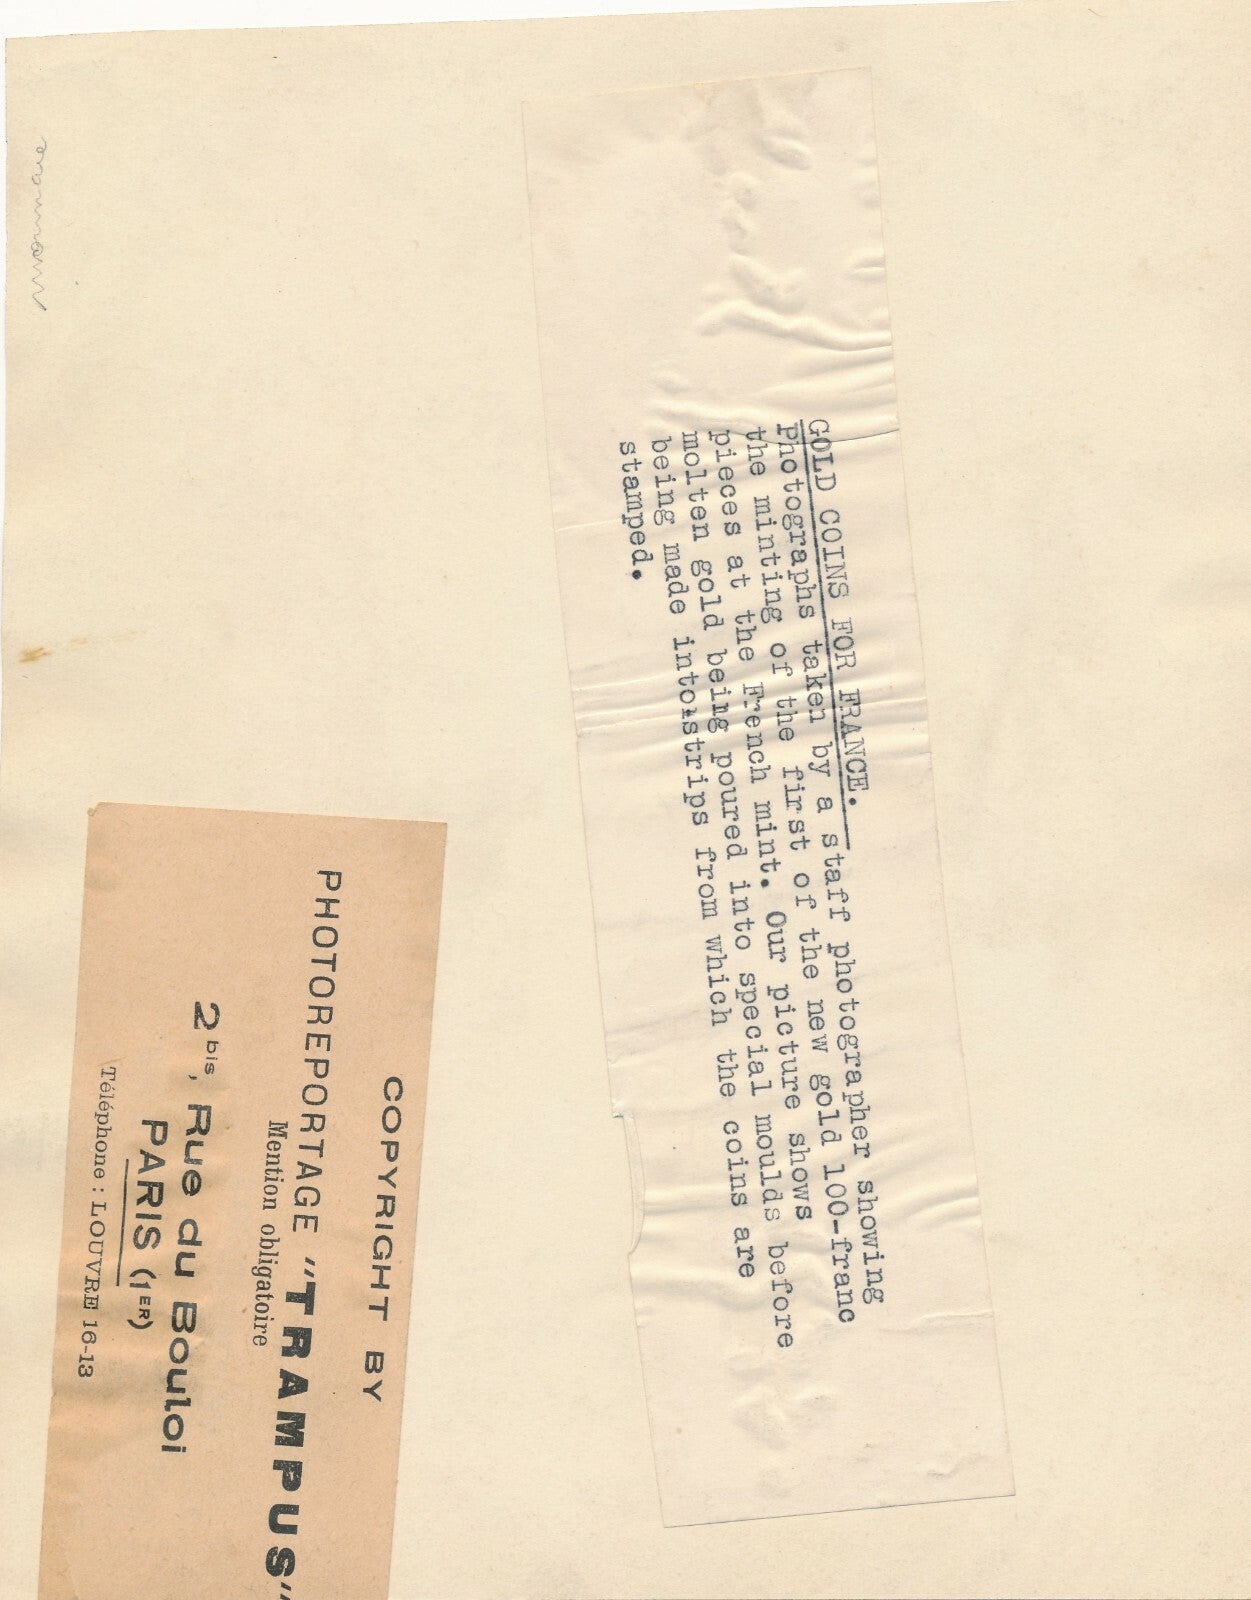 GOLD COINS FOR FRANCE.
Photographs taken by a staff photographer showing
the minting of the first of the new gold 100-franc
pieces at the French mint. Our picture shows
molten gold being poured into special moulds before
being made into strips from which the coins are
stamped.
COPYRIGHT BY
PHOTOREPORTAGE "TRAMPUS"
Mention obligatoire
2 bis, Rue du Bouloi
PARIS (1ER)
Téléphone : LOUVRE 16-13